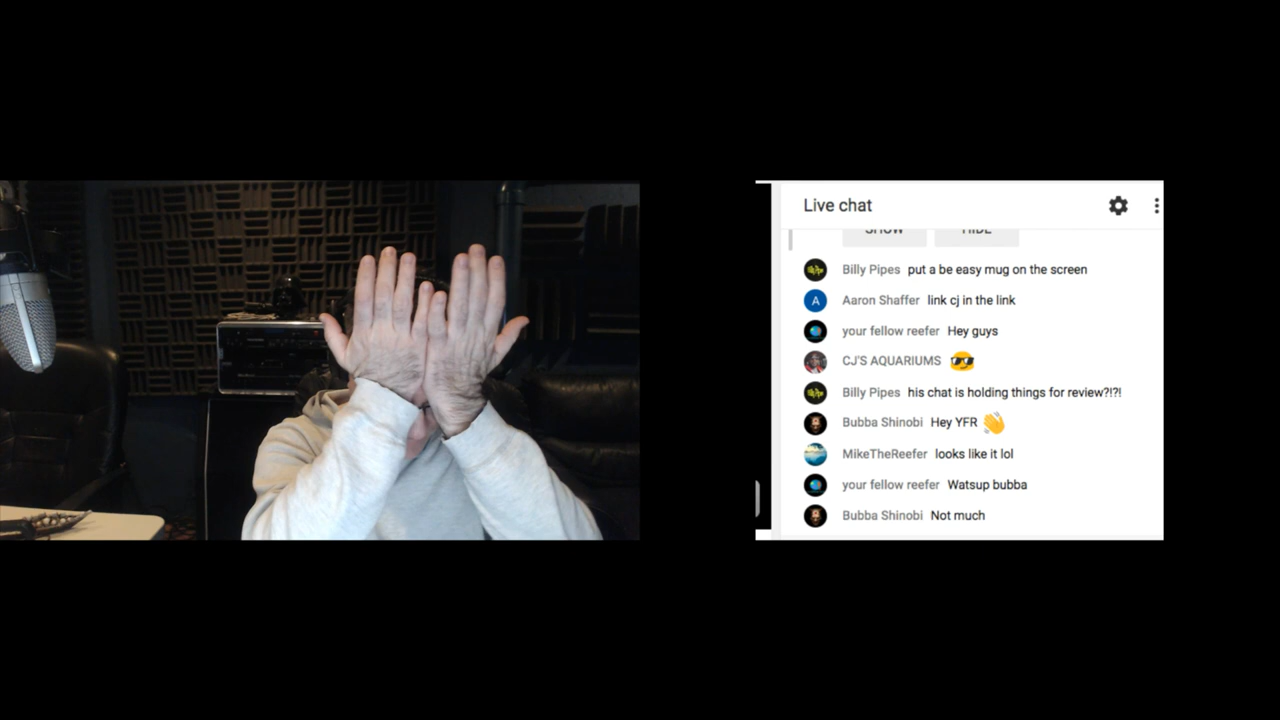 Live chat
SHOW HIDE
Billy Pipes put a be easy mug on the screen
A Aaron Shaffer link cj in the link
your fellow reefer Hey guys
CJ'S AQUARIUMS 😎
Billy Pipes his chat is holding things for review?!?!
Bubba Shinobi Hey YFR 👋
MikeTheReefer looks like it lol
your fellow reefer Watsup bubba
Bubba Shinobi Not much